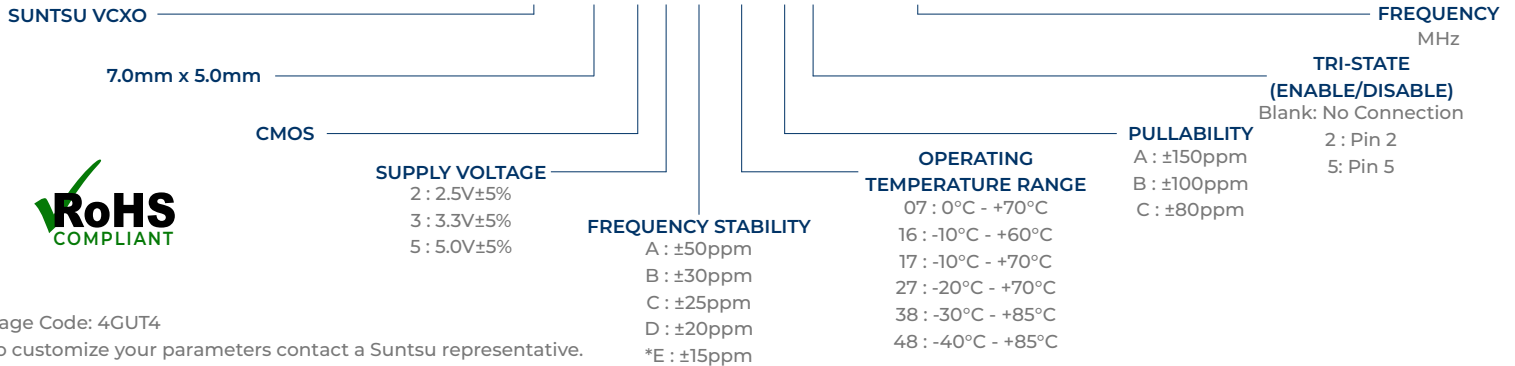 SUNTSU VCXO
7.0mm x 5.0mm
CMOS
SUPPLY VOLTAGE
2 : 2.5V±5%
3 : 3.3V±5%
5 : 5.0V±5%
FREQUENCY STABILITY
A : ±50ppm
B : ±30ppm
C : ±25ppm
D : ±20ppm
*E : ±15ppm
OPERATING
TEMPERATURE RANGE
07 : 0°C - +70°C
16 : -10°C - +60°C
17 : -10°C - +70°C
27 : -20°C - +70°C
38 : -30°C - +85°C
48 : -40°C - +85°C
PULLABILITY
A : ±150ppm
B : ±100ppm
C : ±80ppm
TRI-STATE
(ENABLE/DISABLE)
Blank: No Connection
2 : Pin 2
5: Pin 5
FREQUENCY
MHz
RoHS
COMPLIANT
age Code: 4GUT4
o customize your parameters contact a Suntsu representative.